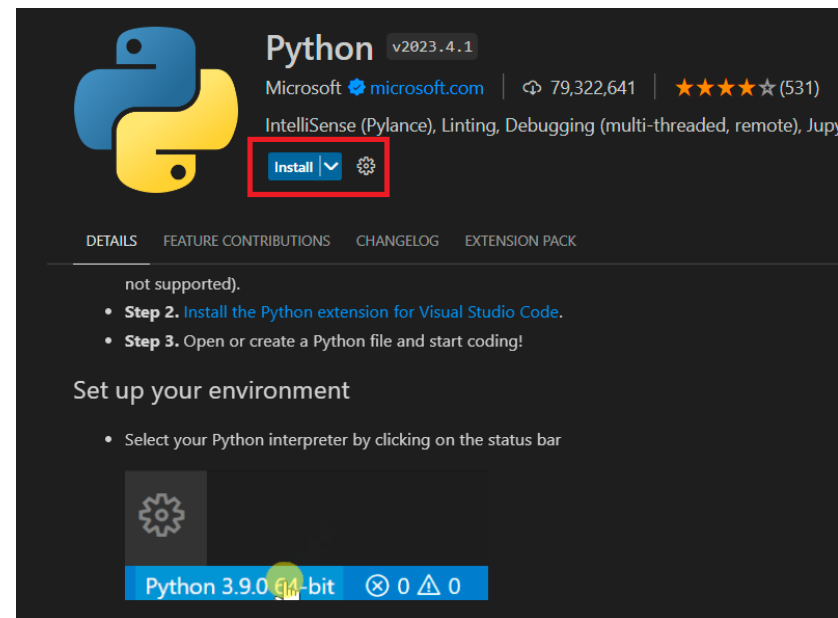 Python v2023.4.1
Microsoft microsoft.com 79,322,641 (531)
IntelliSense (Pylance), Linting, Debugging (multi-threaded, remote), Jupy
Install
DETAILS FEATURE CONTRIBUTIONS CHANGELOG EXTENSION PACK
not supported).
• Step 2. Install the Python extension for Visual Studio Code.
• Step 3. Open or create a Python file and start coding!
Set up your environment
• Select your Python interpreter by clicking on the status bar
Python 3.9.0 64-bit 0 0